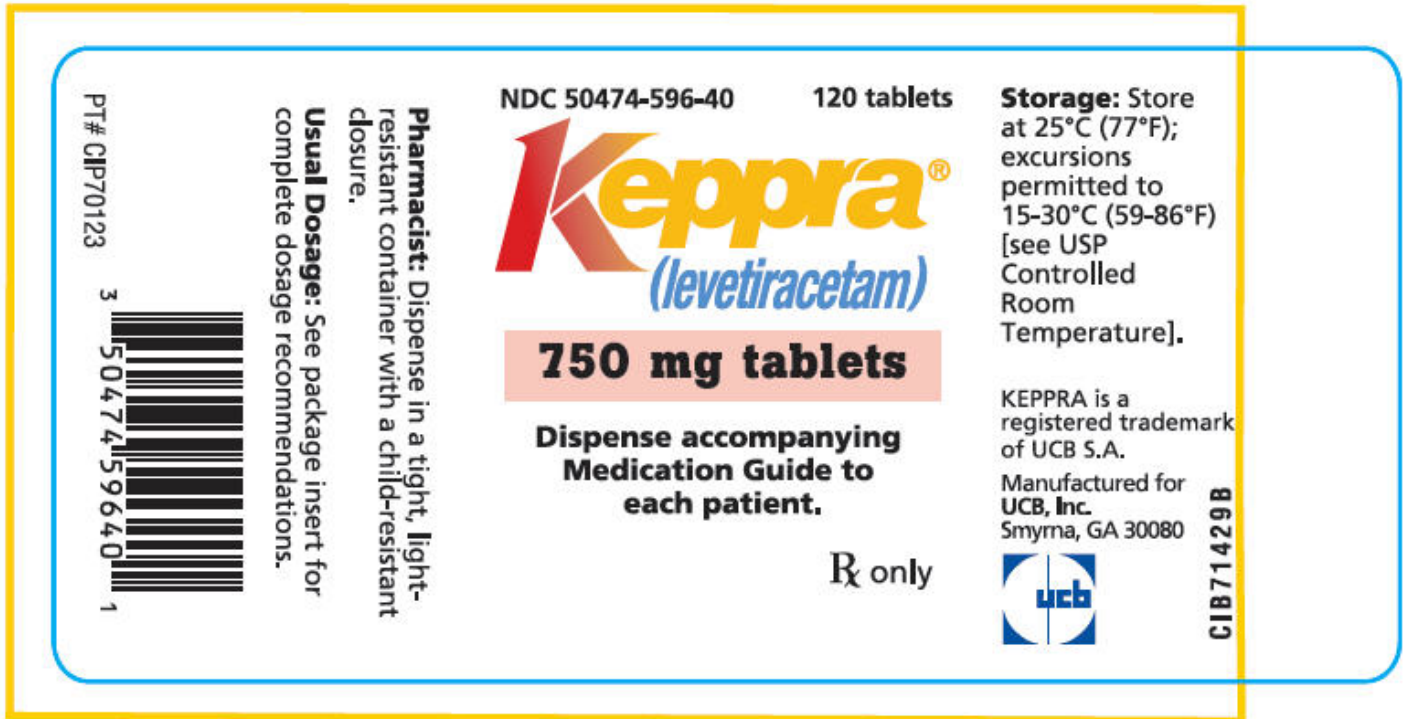 PT# CIP70123
3 50474 59640 1
Usual Dosage: See package insert for
complete dosage recommendations.
Pharmacist: Dispense in a tight, light-
resistant container with a child-resistant
closure.
NDC 50474-596-40 120 tablets
Keppra®
(levetiracetam)
750 mg tablets
Dispense accompanying
Medication Guide to
each patient.
Rx only
Storage: Store
at 25°C (77°F);
excursions
permitted to
15-30°C (59-86°F)
[see USP
Controlled
Room
Temperature].
KEPPRA is a
registered trademark
of UCB S.A.
Manufactured for
UCB, Inc.
Smyrna, GA 30080
ucb
CIB71429B